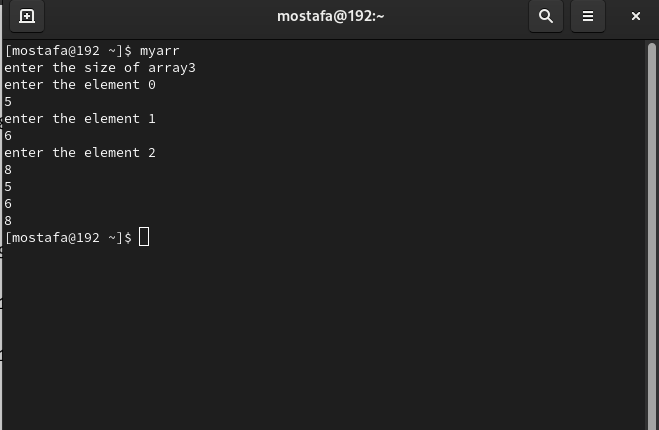 mostafa@192:~
[mostafa@192 ~]$ myarr
enter the size of array3
enter the element 0
5
enter the element 1
6
enter the element 2
8
5
6
8
[mostafa@192 ~]$